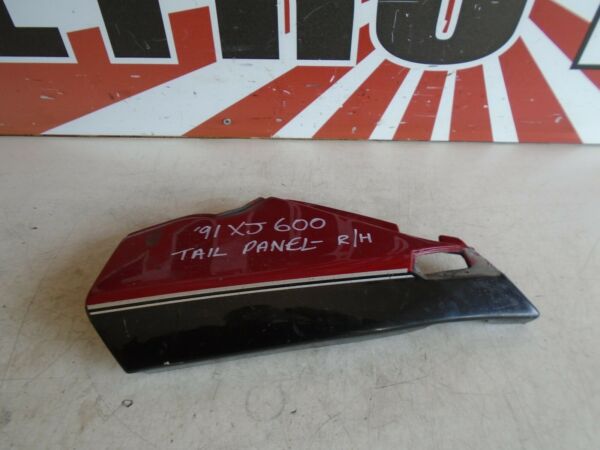 '91 XJ 600
TAIL PANEL R/H